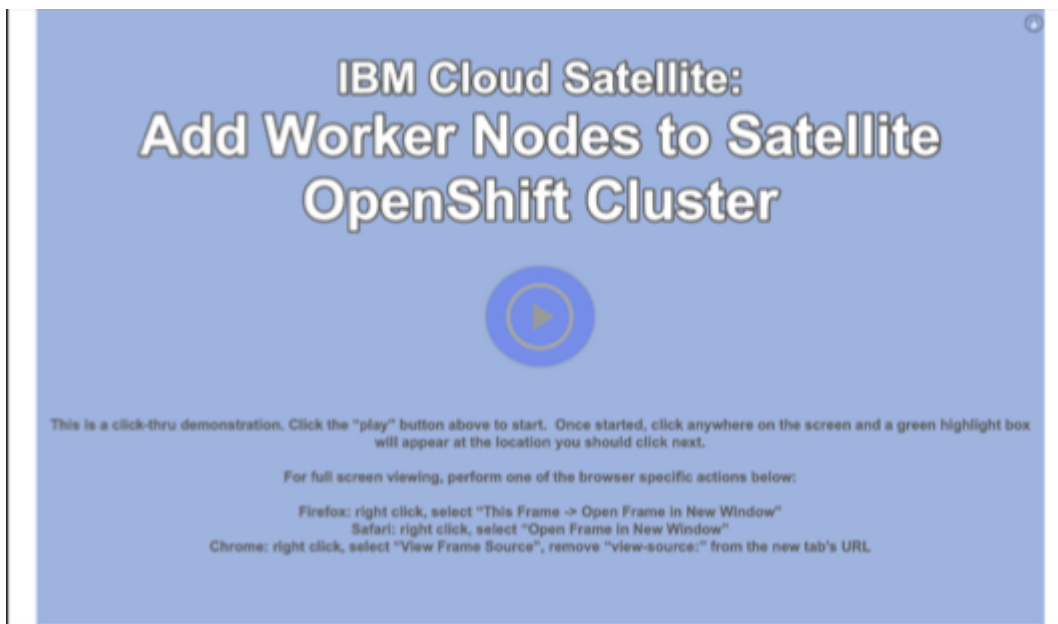 IBM Cloud Satellite:
Add Worker Nodes to Satellite
OpenShift Cluster
This is a click-thru demonstration. Click the “play” button above to start. Once started, click anywhere on the screen and a green highlight box
will appear at the location you should click next.
For full screen viewing, perform one of the browser specific actions below:
Firefox: right click, select “This Frame -> Open Frame in New Window”
Safari: right click, select “Open Frame in New Window”
Chrome: right click, select “View Frame Source”, remove “view-source:” from the new tab's URL